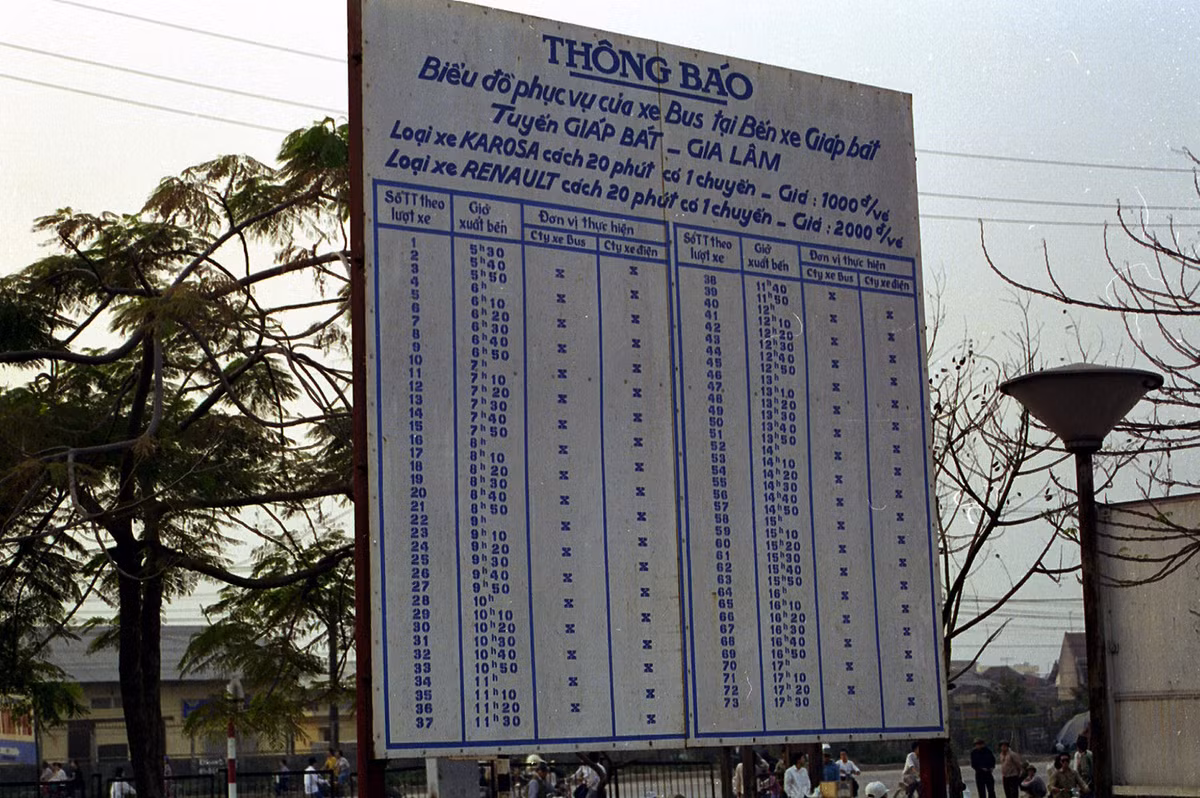 THÔNG BÁO
Biểu đồ phục vụ của xe Bus tại Bến xe Giáp bát
Tuyến GIÁP BÁT – GIA LÂM
Loại xe KAROSA cách 20 phút có 1 chuyến – Giá : 1000 đ/vé
Loại xe RENAULT cách 20 phút có 1 chuyến – Giá : 2000 đ/vé
Số TT theo lượt xe Giờ xuất bến Đơn vị thực hiện
Cty xe Bus Cty xe điện
1 5h30 x
2 5h40 x
3 5h50 x
4 6h x
5 6h10 x
6 6h20 x
7 6h30 x
8 6h40 x
9 6h50 x
10 7h x
11 7h10 x
12 7h20 x
13 7h30 x
14 7h40 x
15 7h50 x
16 8h x
17 8h10 x
18 8h20 x
19 8h30 x
20 8h40 x
21 8h50 x
22 9h x
23 9h10 x
24 9h20 x
25 9h30 x
26 9h40 x
27 9h50 x
28 10h x
29 10h10 x
30 10h20 x
31 10h30 x
32 10h40 x
33 10h50 x
34 11h x
35 11h10 x
36 11h20 x
37 11h30 x
Số TT theo lượt xe Giờ xuất bến Đơn vị thực hiện
Cty xe Bus Cty xe điện
38 11h40 x
39 11h50 x
40 12h x
41 12h10 x
42 12h20 x
43 12h30 x
44 12h40 x
45 12h50 x
46 13h x
47. 13h10 x
48 13h20 x
49 13h30 x
50 13h40 x
51 13h50 x
52 14h x
53 14h10 x
54 14h20 x
55 14h30 x
56 14h40 x
57 14h50 x
58 15h x
59 15h10 x
60 15h20 x
61 15h30 x
62 15h40 x
63 15h50 x
64 16h x
65 16h10 x
66 16h20 x
67 16h30 x
68 16h40 x
69 16h50 x
70 17h x
71 17h10 x
72 17h20 x
73 17h30 x